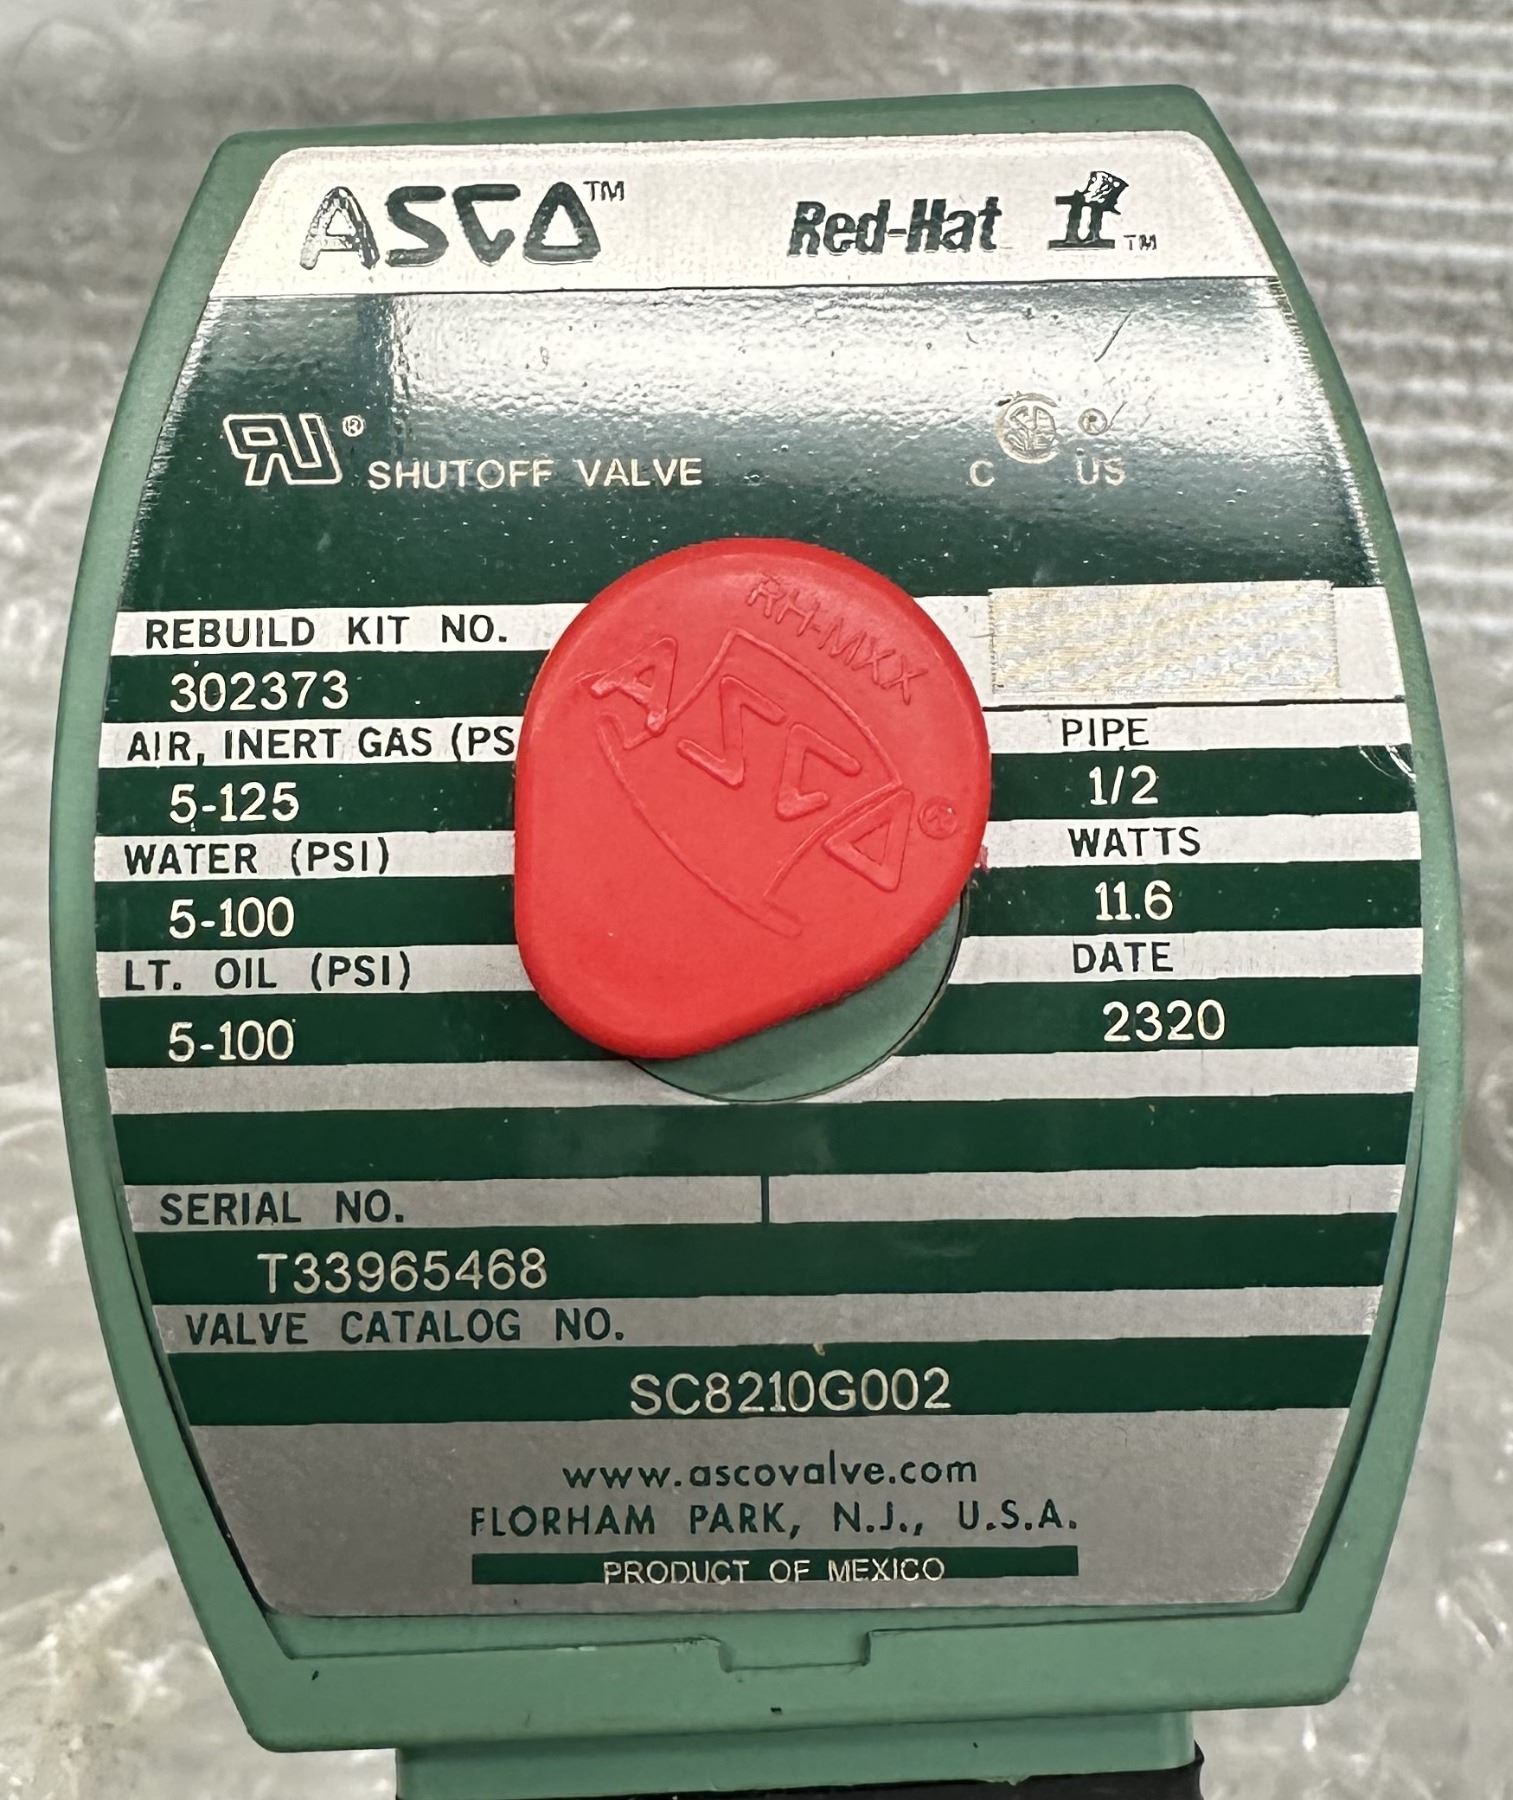 ASCO™ Red-Hat II™
RU® SHUTOFF VALVE C SA® US
RH-MXX
ASCO®
REBUILD KIT NO.
302373
AIR, INERT GAS (PS
5-125
WATER (PSI)
5-100
LT. OIL (PSI)
5-100
PIPE
1/2
WATTS
11.6
DATE
2320
SERIAL NO.
T33965468
VALVE CATALOG NO.
SC8210G002
www.ascovalve.com
FLORHAM PARK, N.J., U.S.A.
PRODUCT OF MEXICO